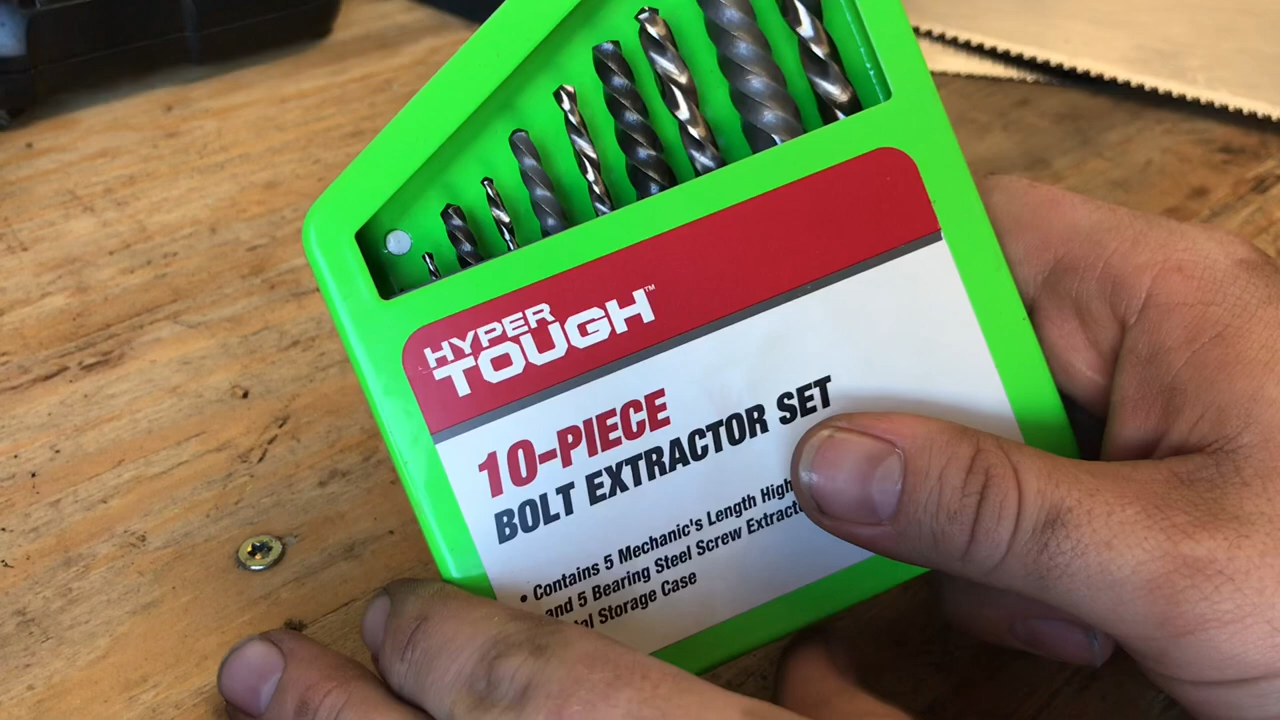 HYPER
TOUGH™
10-PIECE
BOLT EXTRACTOR SET
• Contains 5 Mechanic's Length High
and 5 Bearing Steel Screw
Storage Case